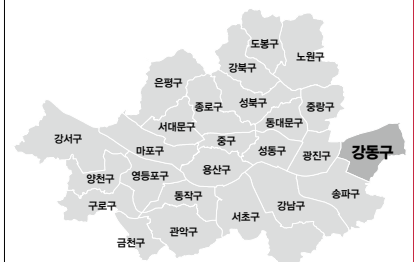 도봉구
노원구
강북구
은평구
성북구
중랑구
종로구
동대문구
서대문구
강서구
중구
마포구
성동구
광진구
강동구
용산구
양천구
영등포구
동작구
송파구
구로구
강남구
서초구
관악구
금천구